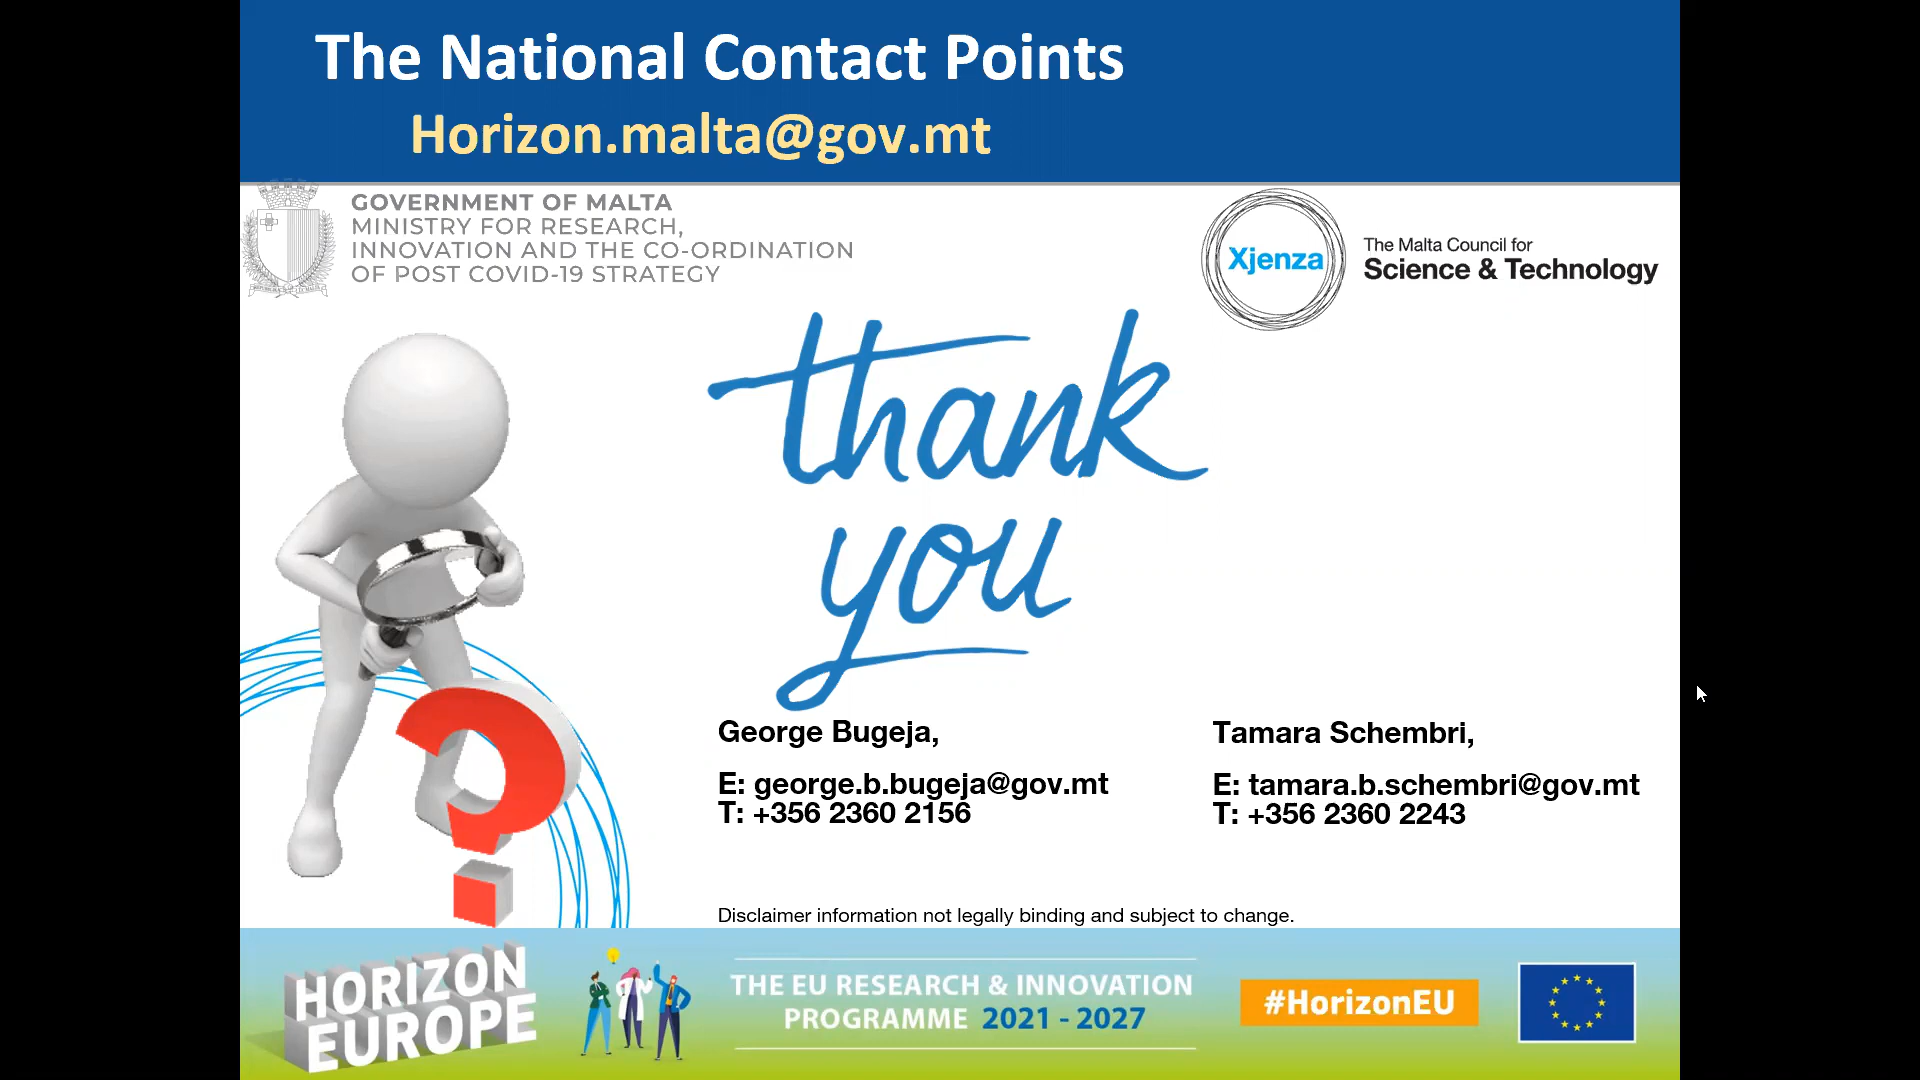 The National Contact Points
Horizon.malta@gov.mt
GOVERNMENT OF MALTA
MINISTRY FOR RESEARCH,
INNOVATION AND THE CO-ORDINATION
OF POST COVID-19 STRATEGY
Xjenza
The Malta Council for
Science & Technology
thank
you
George Bugeja,
E: george.b.bugeja@gov.mt
T: +356 2360 2156
Tamara Schembri,
E: tamara.b.schembri@gov.mt
T: +356 2360 2243
?
Disclaimer information not legally binding and subject to change.
HORIZON
EUROPE
THE EU RESEARCH & INNOVATION
PROGRAMME 2021 - 2027
#HorizonEU